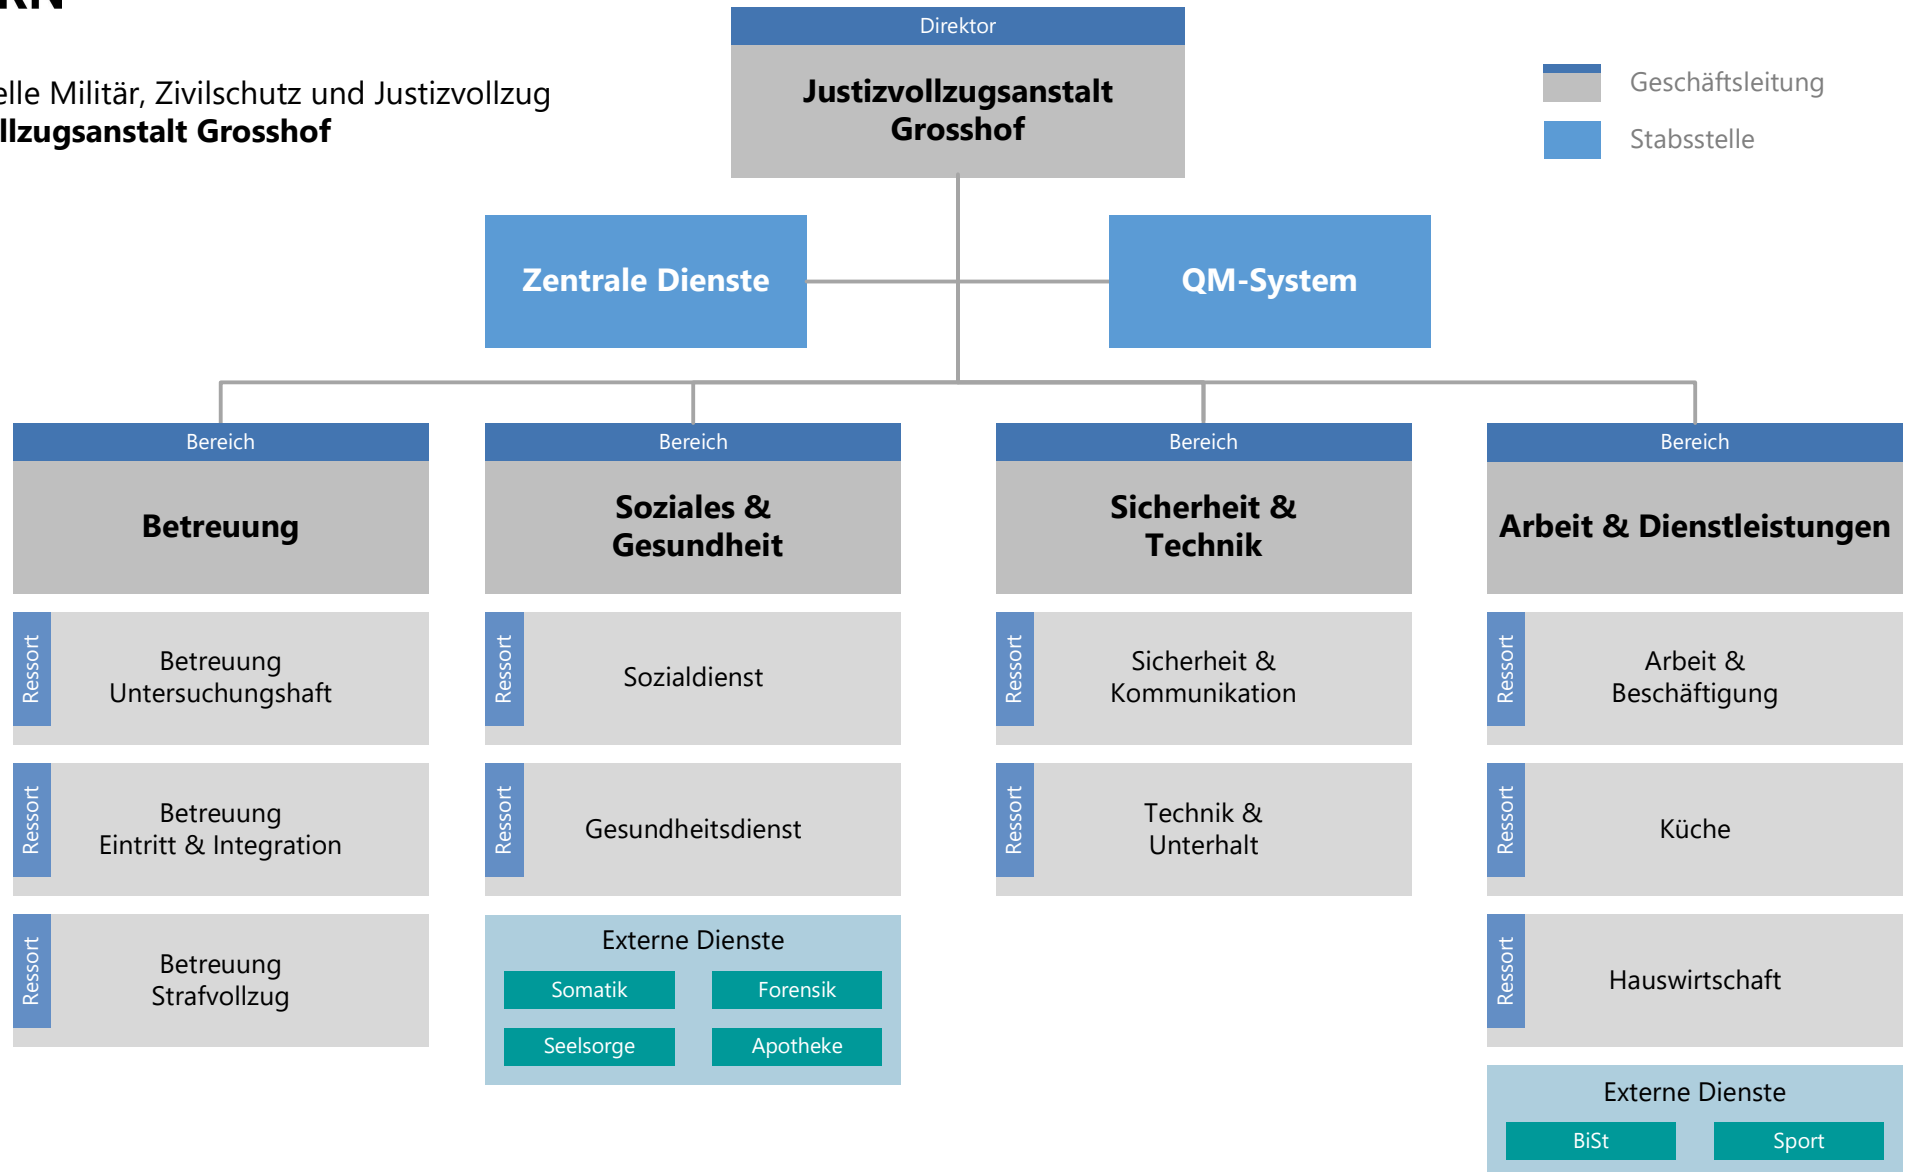 Direktor
Justizvollzugsanstalt
Grosshof
Militär, Zivilschutz und Justizvollzug
Grosshof
Geschäftsleitung
Stabsstelle
Zentrale Dienste
QM-System
Bereich
Betreuung
Ressort
Betreuung
Untersuchungshaft
Ressort
Betreuung
Eintritt & Integration
Ressort
Betreuung
Strafvollzug
Bereich
Soziales &
Gesundheit
Ressort
Sozialdienst
Ressort
Gesundheitsdienst
Externe Dienste
Somatik
Forensik
Seelsorge
Apotheke
Bereich
Sicherheit &
Technik
Ressort
Sicherheit &
Kommunikation
Ressort
Technik &
Unterhalt
Bereich
Arbeit & Dienstleistungen
Ressort
Arbeit &
Beschäftigung
Ressort
Küche
Ressort
Hauswirtschaft
Externe Dienste
BiSt
Sport